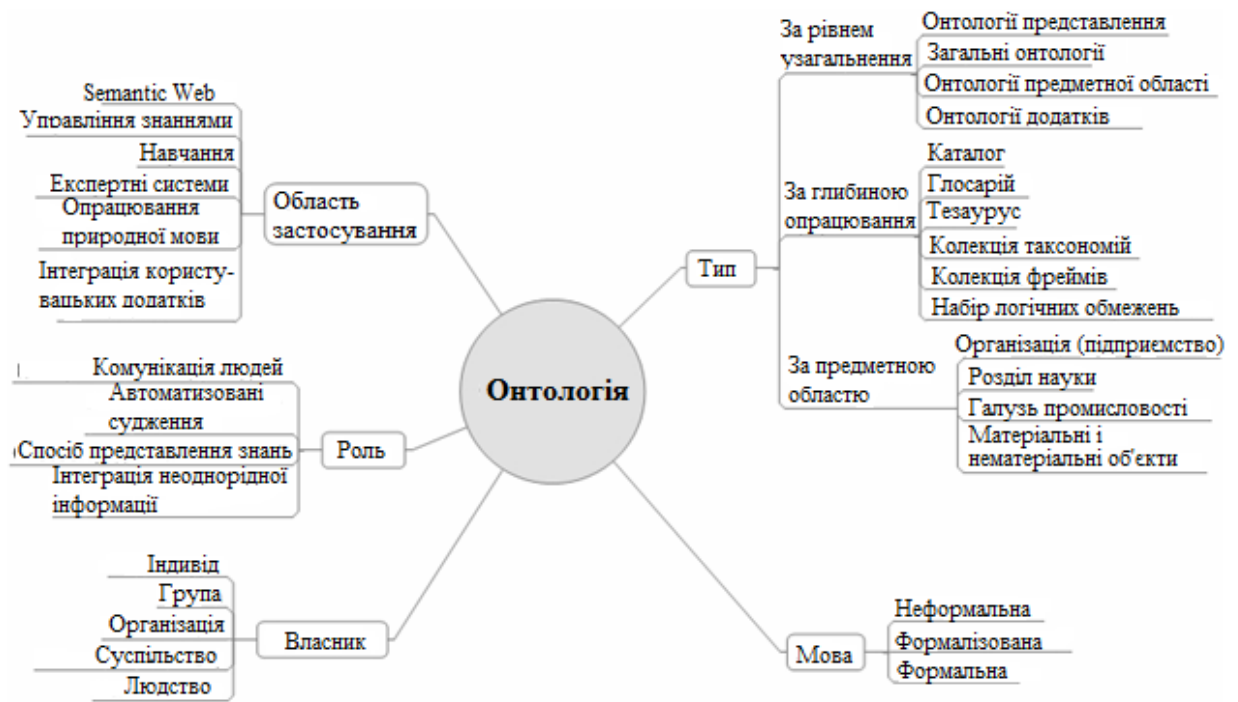 Semantic Web
Управління знаннями
Навчання
Експертні системи
Опрацювання
природної мови
Інтеграція користу-
вацьких додатків
Область
застосування
Комунікація людей
Автоматизовані
судження
Спосіб представлення знань
Інтеграція неоднорідної
інформації
Роль
Індивід
Група
Організація
Суспільство
Людство
Власник
Онтологія
Тип
За рівнем
узагальнення
Онтології представлення
Загальні онтології
Онтології предметної області
Онтології додатків
За глибиною
опрацювання
Каталог
Глосарій
Тезаурус
Колекція таксономій
Колекція фреймів
Набір логічних обмежень
За предметною
областю
Організація (підприємство)
Розділ науки
Галузь промисловості
Матеріальні і
нематеріальні об'єкти
Мова
Неформальна
Формалізована
Формальна